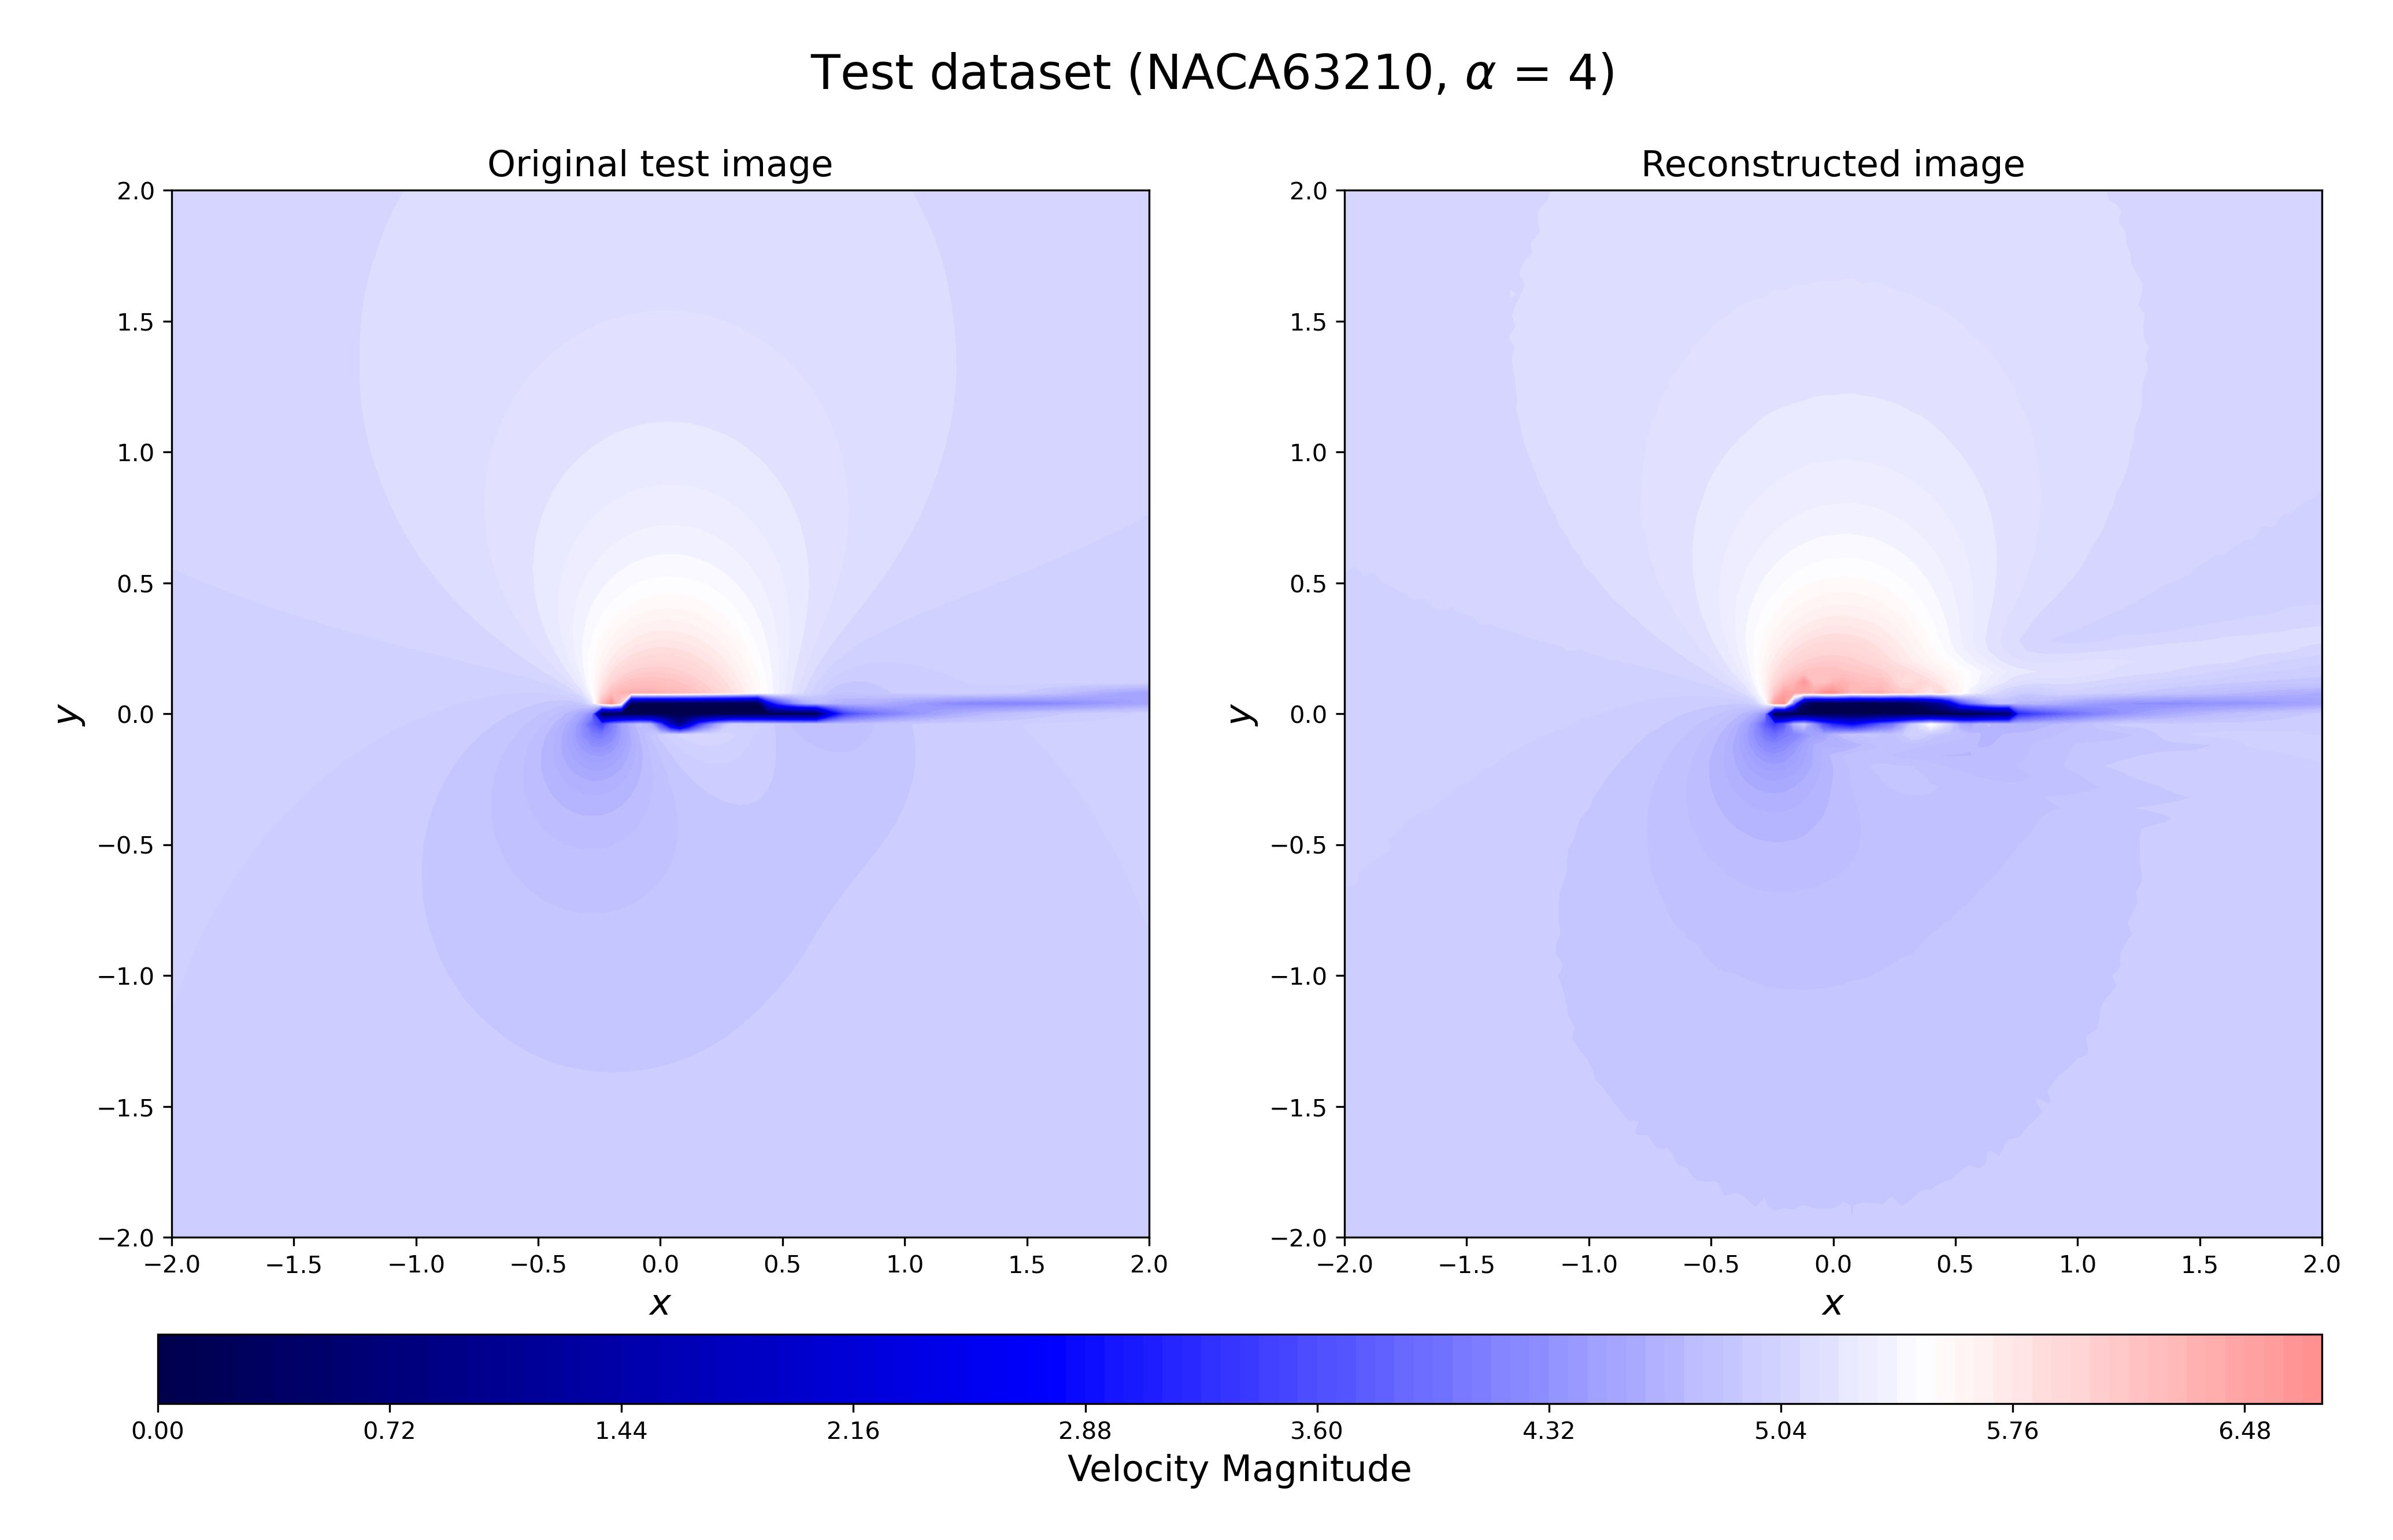 Test dataset (NACA63210, α = 4)
Original test image
Reconstructed image
2.0
1.5
1.0
0.5
0.0
−0.5
−1.0
−1.5
−2.0
y
−2.0 −1.5 −1.0 −0.5 0.0 0.5 1.0 1.5 2.0
x
2.0
1.5
1.0
0.5
0.0
−0.5
−1.0
−1.5
−2.0
y
−2.0 −1.5 −1.0 −0.5 0.0 0.5 1.0 1.5 2.0
x
0.00 0.72 1.44 2.16 2.88 3.60 4.32 5.04 5.76 6.48
Velocity Magnitude